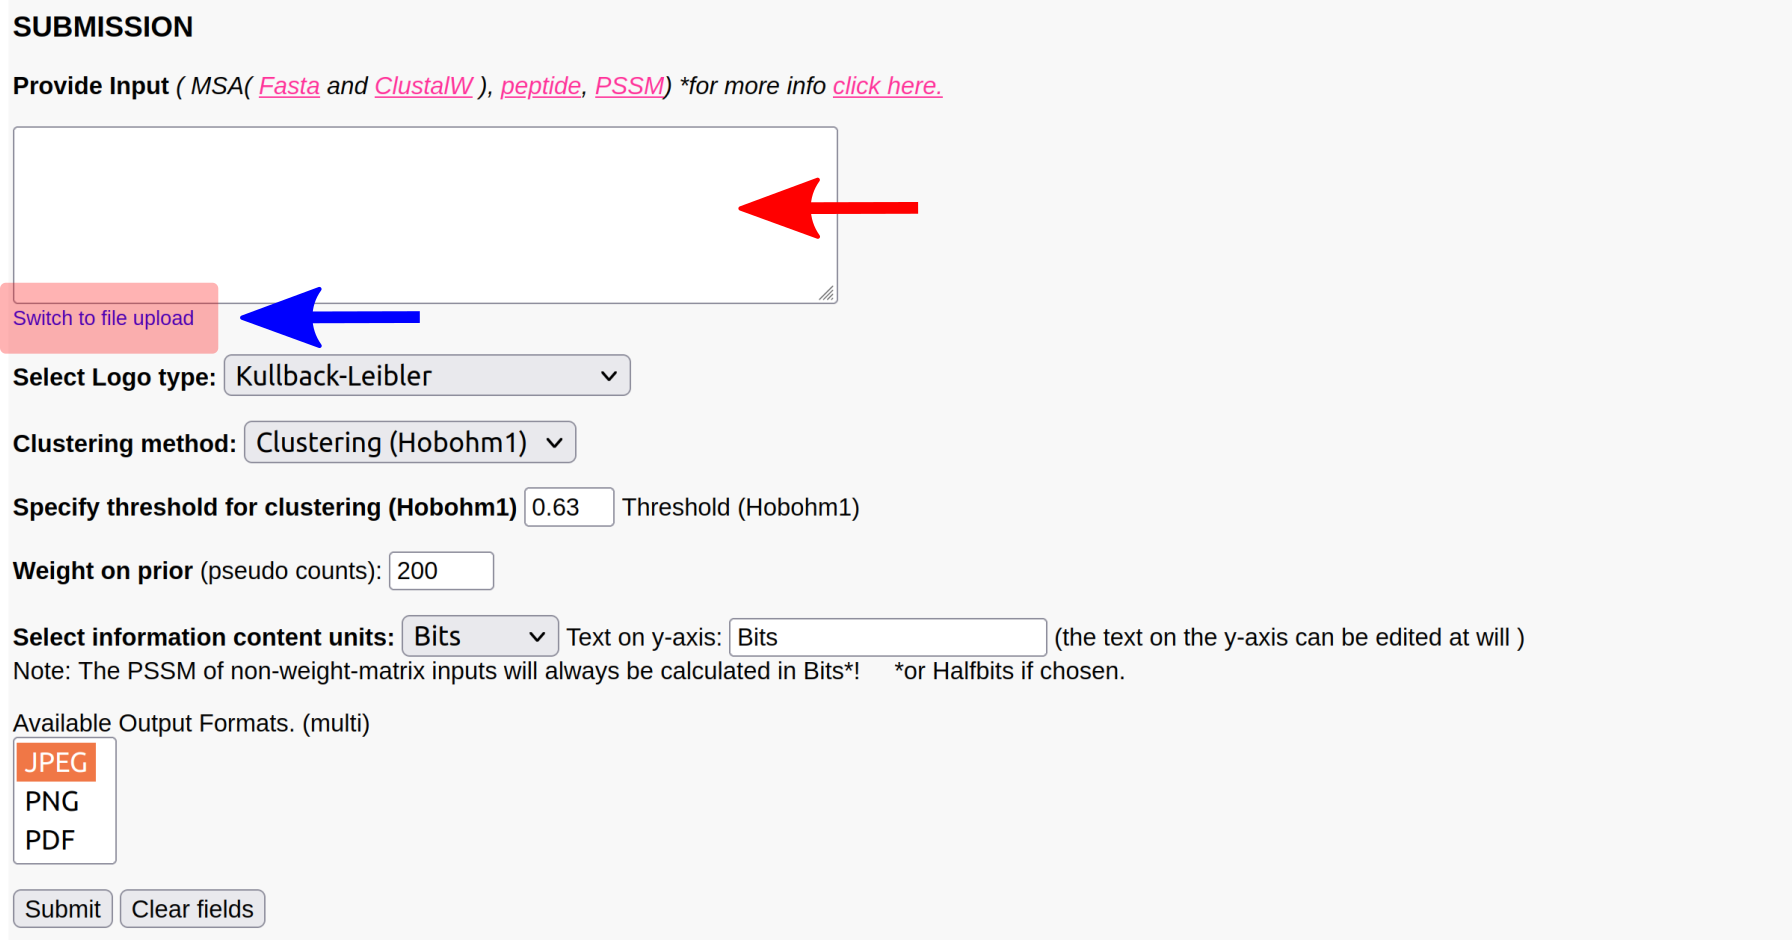 SUBMISSION
Provide Input ( MSA( Fasta and ClustalW ), peptide, PSSM) *for more info click here.
Switch to file upload
Select Logo type: Kullback-Leibler
Clustering method: Clustering (Hobohm1)
Specify threshold for clustering (Hobohm1) 0.63 Threshold (Hobohm1)
Weight on prior (pseudo counts): 200
Select information content units: Bits Text on y-axis: Bits (the text on the y-axis can be edited at will )
Note: The PSSM of non-weight-matrix inputs will always be calculated in Bits*! *or Halfbits if chosen.
Available Output Formats. (multi)
JPEG
PNG
PDF
Submit Clear fields